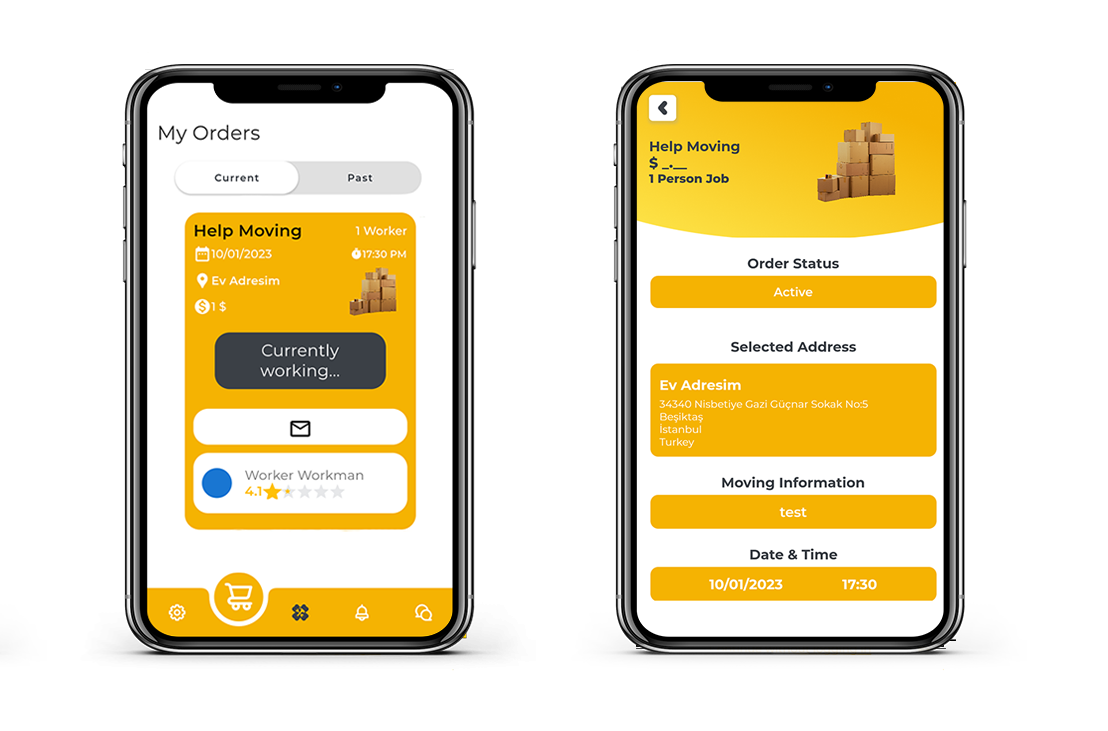 My Orders
Current
Past
Help Moving
1 Worker
10/01/2023
17:30 PM
Ev Adresim
1 $
Currently
working...
Worker Workman
4.1
Help Moving
$ _._
1 Person Job
Order Status
Active
Selected Address
Ev Adresim
34340 Nisbetiye Gazi Güçnar Sokak No:5
Beşiktaş
İstanbul
Turkey
Moving Information
test
Date & Time
10/01/2023
17:30